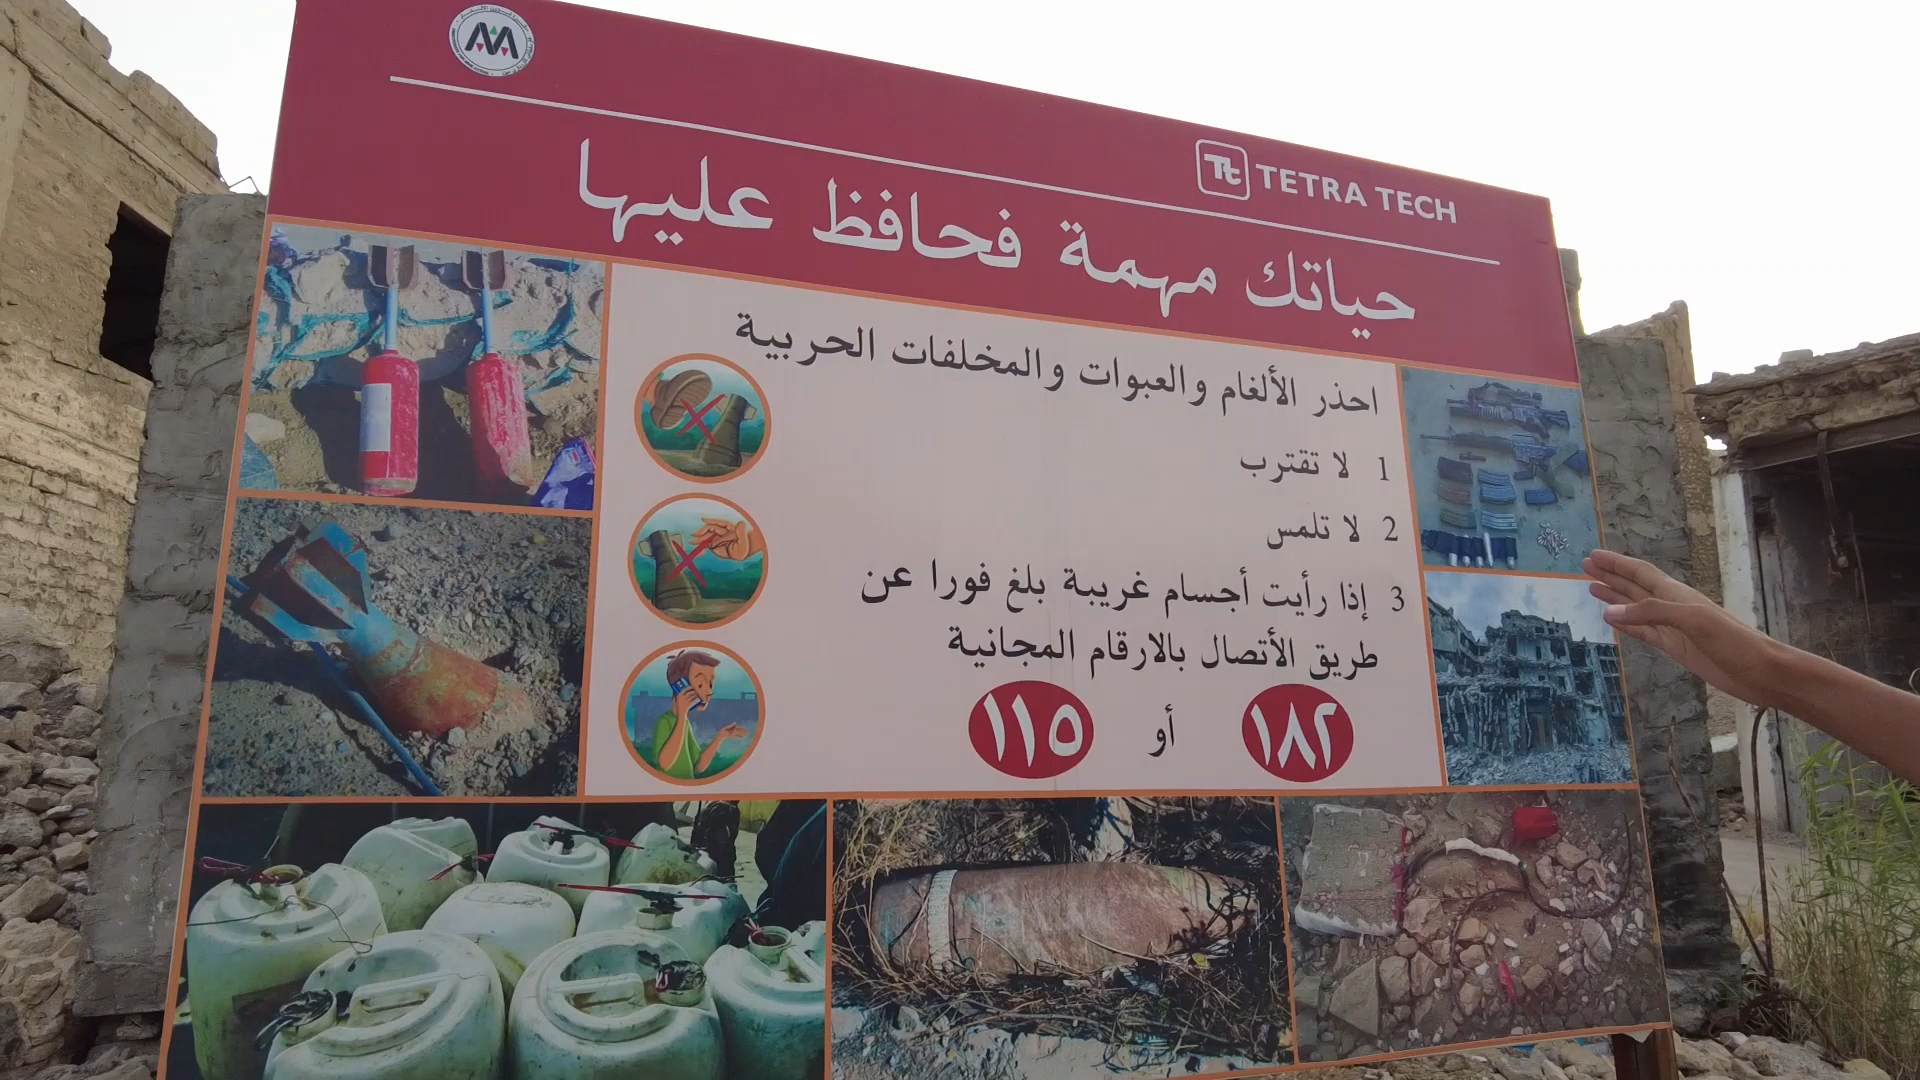 TETRA TECH
حياتك مهمة فحافظ عليها
احذر الألغام والعبوات والمخلفات الحربية
1 لا تقترب
2 لا تلمس
3 إذا رأيت أجسام غريبة بلغ فورا عن
طريق الأتصال بالارقام المجانية
١٨٢ أو ١١٥